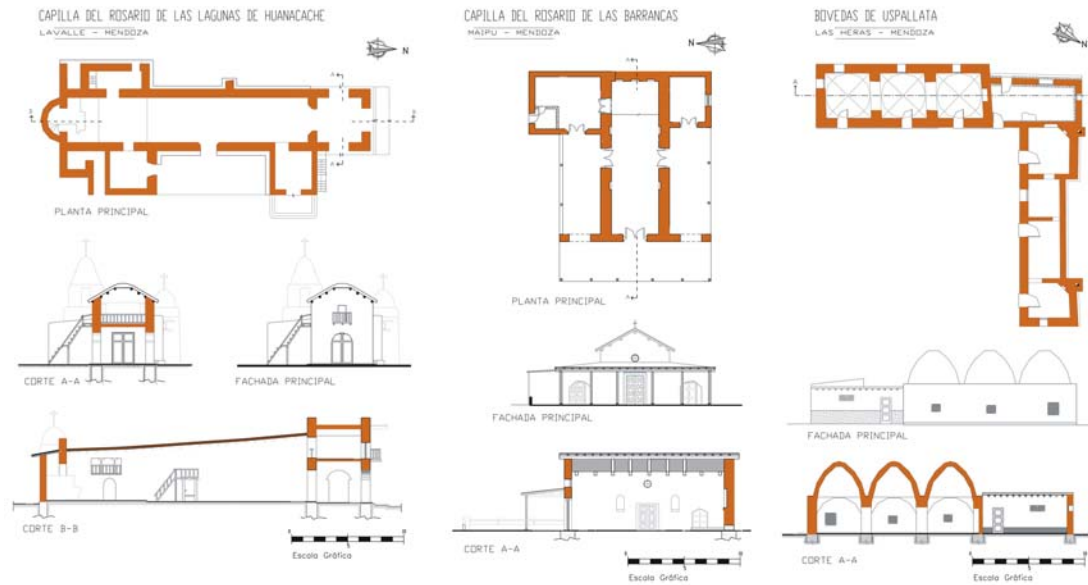 CAPILLA DEL ROSARIO DE LAS LAGUNAS DE HUANACACHE
LAVALLE - MENDOZA
N
PLANTA PRINCIPAL
CORTE A-A
FACHADA PRINCIPAL
CORTE B-B
Escala Gráfica
CAPILLA DEL ROSARIO DE LAS BARRANCAS
MAIPU - MENDOZA
N
PLANTA PRINCIPAL
FACHADA PRINCIPAL
CORTE A-A
Escala Gráfica
BOVEDAS DE USPALLATA
LAS HERAS - MENDOZA
N
FACHADA PRINCIPAL
CORTE A-A
Escala Gráfica